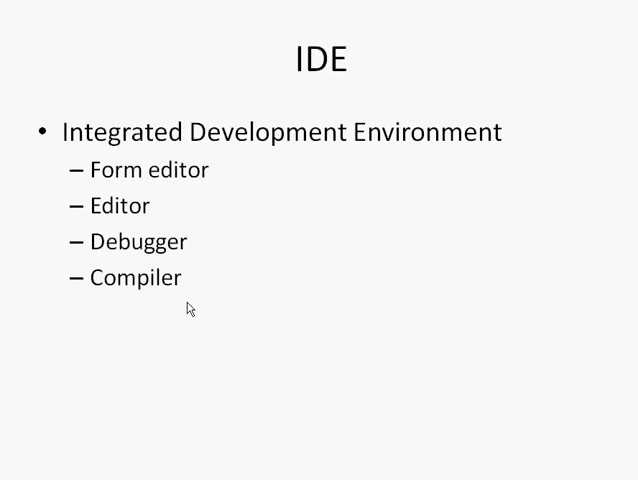 IDE
• Integrated Development Environment
– Form editor
– Editor
– Debugger
– Compiler